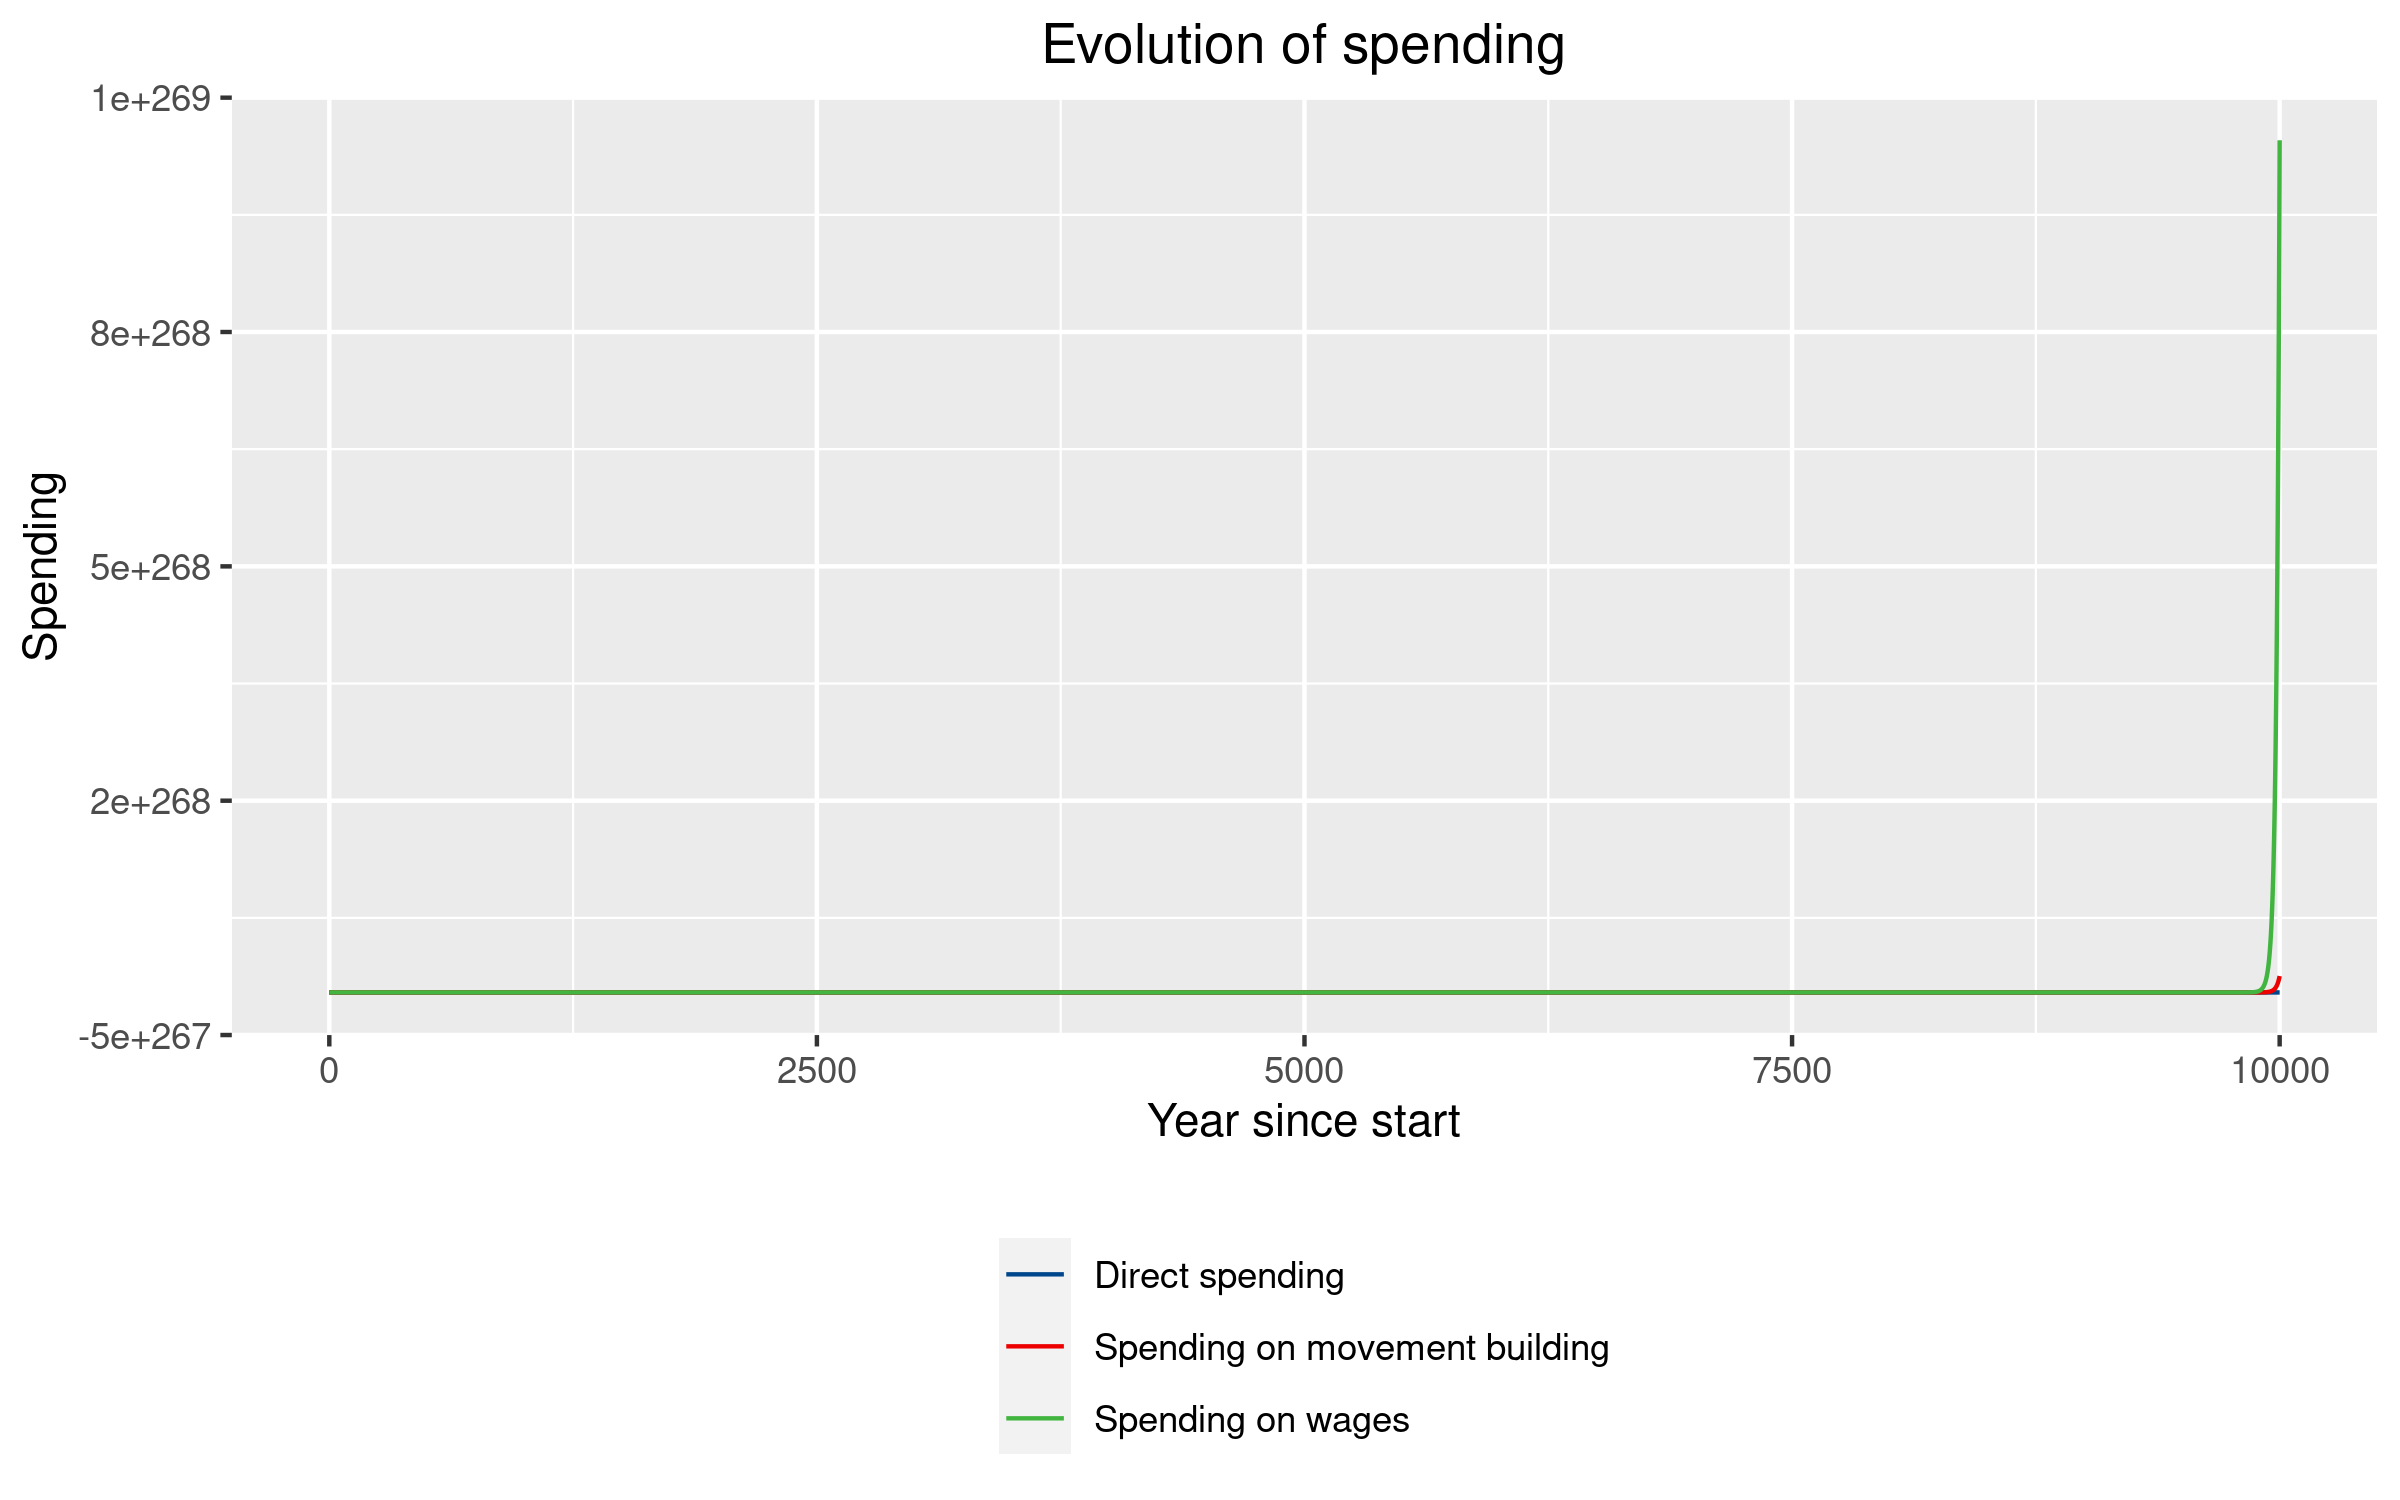 Evolution of spending
1e+269
8e+268
5e+268
2e+268
-5e+267
Spending
0 2500 5000 7500 10000
Year since start
Direct spending
Spending on movement building
Spending on wages